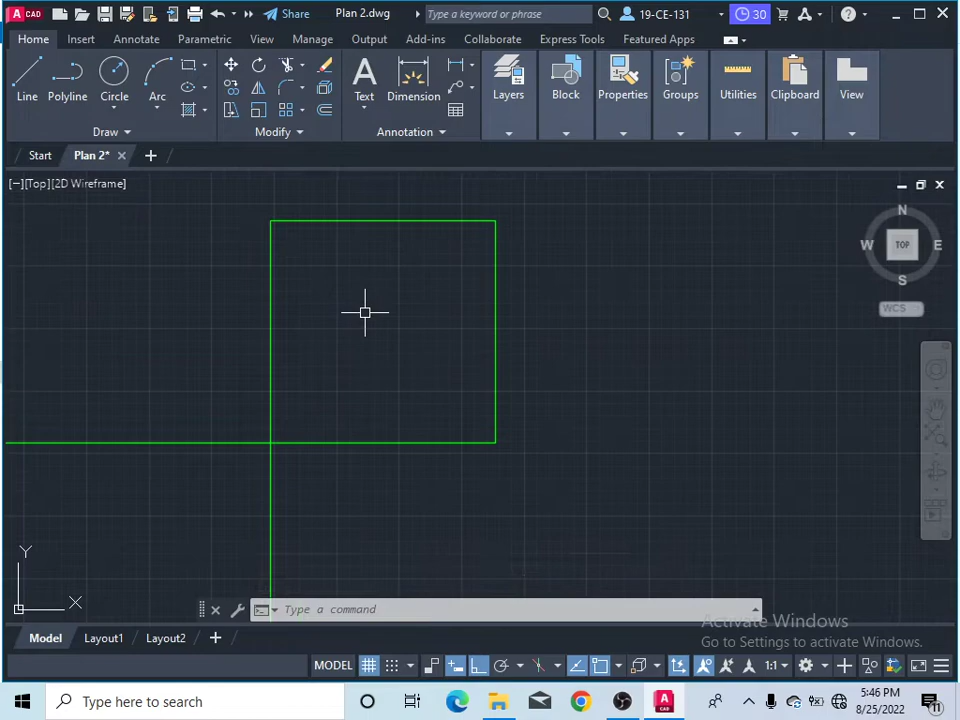 A CAD Share Plan 2.dwg Type a keyword or phrase 19-CE-131 30
Home Insert Annotate Parametric View Manage Output Add-ins Collaborate Express Tools Featured Apps
Line Polyline Circle Arc Text Dimension Layers Block Properties Groups Utilities Clipboard View
Draw Modify Annotation
Start Plan 2*
[−][Top][2D Wireframe]
N
W TOP E
S
WCS
Y
X
Type a command
Activate Windows
Go to Settings to activate Windows.
Model Layout1 Layout2
MODEL 1:1
Type here to search
5:46 PM
8/25/2022
11